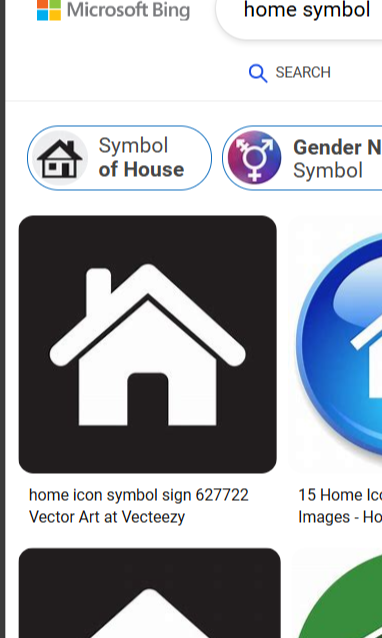 Microsoft Bing
home symbol
SEARCH
Symbol
of House
Gender N
Symbol
home icon symbol sign 627722
Vector Art at Vecteezy
15 Home Ico
Images - Ho